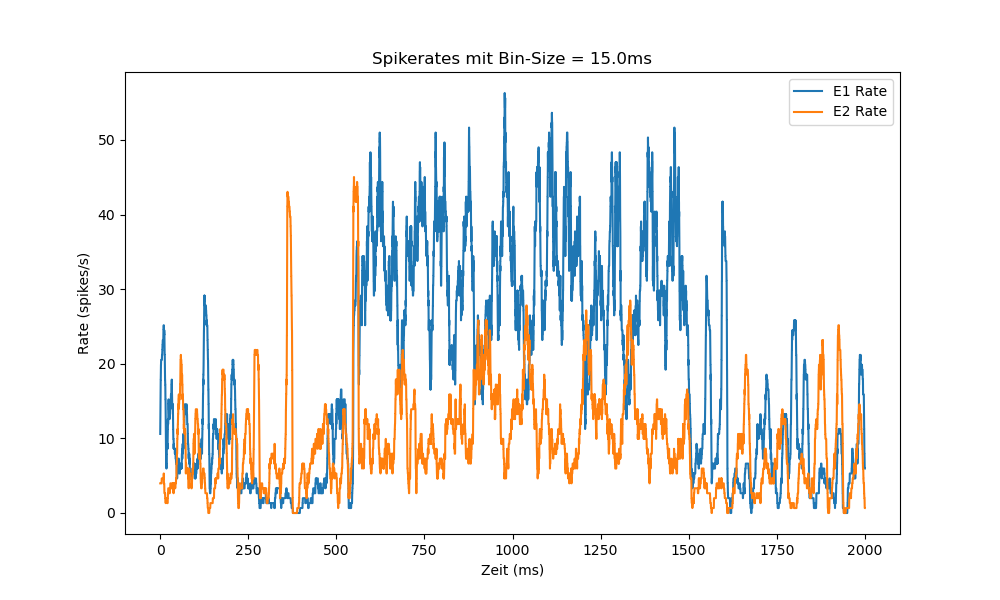 Spikerates mit Bin-Size = 15.0ms
E1 Rate
E2 Rate
Rate (spikes/s)
50
40
30
20
10
0
0 250 500 750 1000 1250 1500 1750 2000
Zeit (ms)